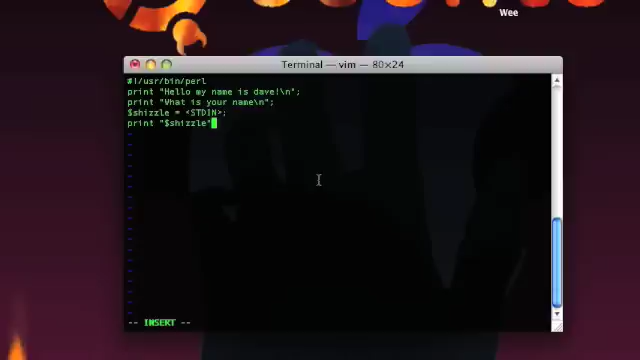 Wee
Terminal — vim — 80×24
#!/usr/bin/perl
print "Hello my name is dave!\n";
print "What is your name\n";
$shizzle = <STDIN>;
print "$shizzle"
-- INSERT --